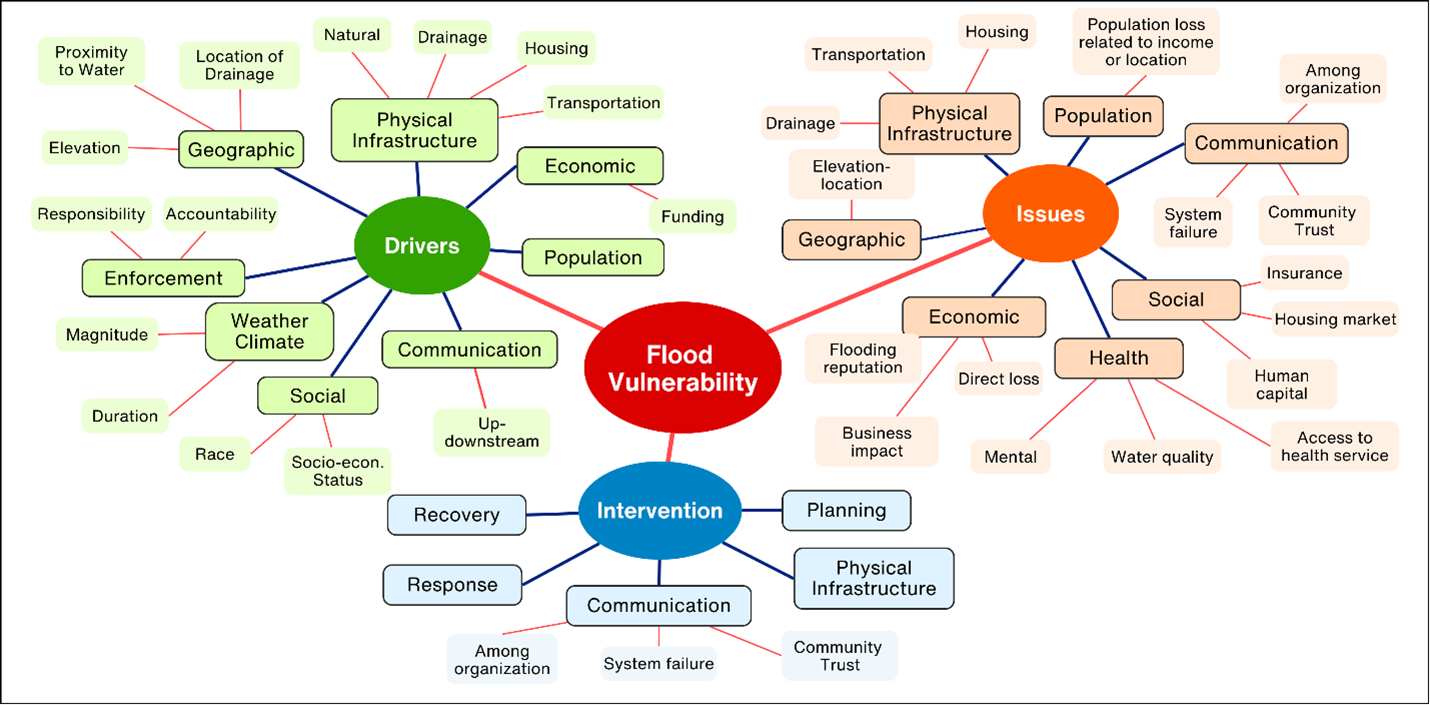 Proximity
to Water
Location of
Drainage
Natural
Drainage
Housing
Transportation
Physical
Infrastructure
Elevation
Geographic
Economic
Funding
Responsibility
Accountability
Drivers
Population
Enforcement
Weather
Climate
Magnitude
Communication
Duration
Social
Race
Socio-econ.
Status
Up-
downstream
Flood
Vulnerability
Transportation
Housing
Population loss
related to income
or location
Among
organization
Drainage
Physical
Infrastructure
Population
Communication
Elevation-
location
Issues
System
failure
Community
Trust
Geographic
Insurance
Social
Housing market
Economic
Health
Flooding
reputation
Direct loss
Human
capital
Business
impact
Mental
Water quality
Access to
health service
Intervention
Recovery
Planning
Response
Physical
Infrastructure
Communication
Among
organization
System failure
Community
Trust